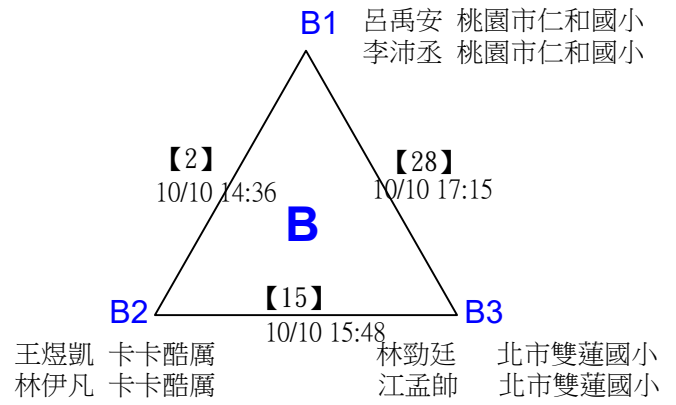 B1 呂禹安 桃園市仁和國小
李沛丞 桃園市仁和國小
【2】
10/10 14:36
【28】
10/10 17:15
B
【15】
10/10 15:48
B2
B3
王煜凱 卡卡酷厲
林伊凡 卡卡酷厲
林勁廷 北市雙蓮國小
江孟帥 北市雙蓮國小